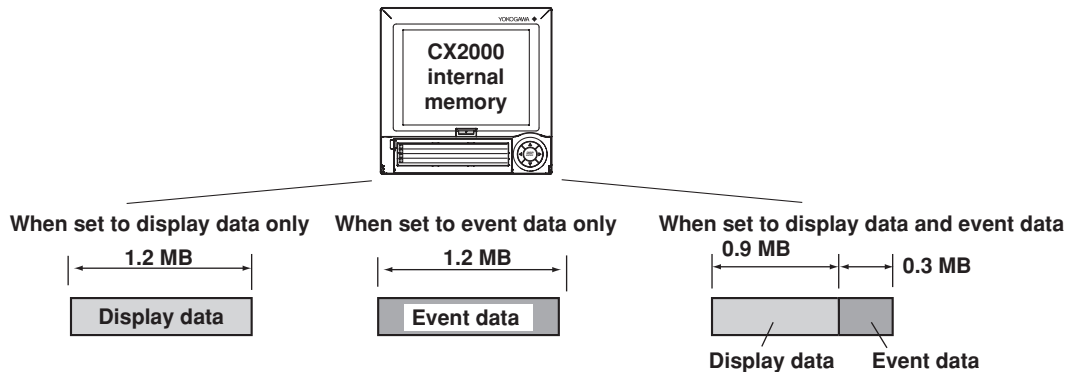 YOKOGAWA
CX2000
internal
memory
When set to display data only
When set to event data only
When set to display data and event data
1.2 MB
1.2 MB
0.9 MB
0.3 MB
Display data
Event data
Display data
Event data